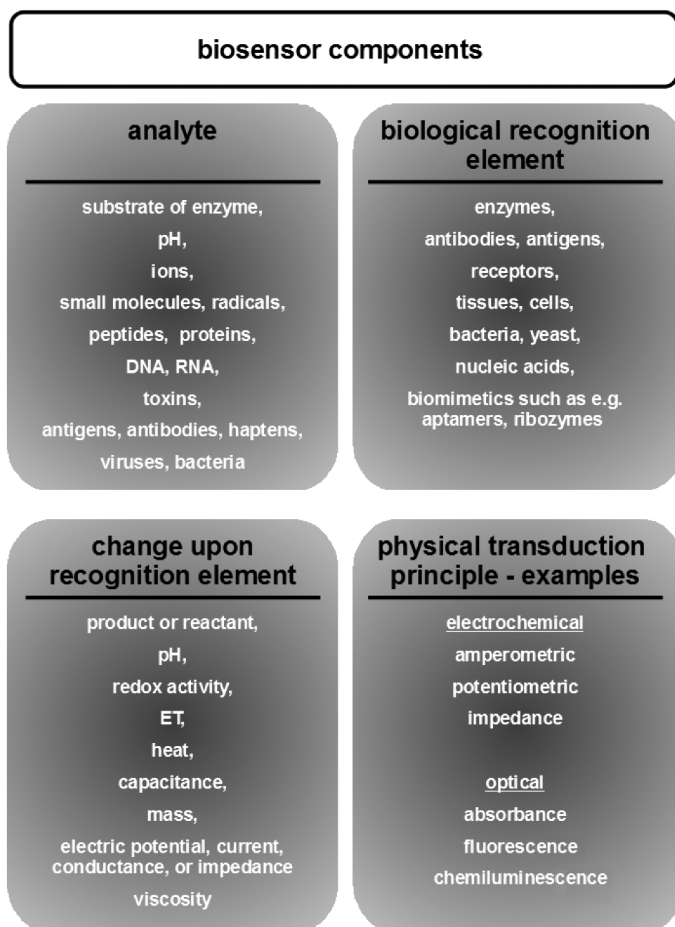 biosensor components
analyte
substrate of enzyme,
pH,
ions,
small molecules, radicals,
peptides, proteins,
DNA, RNA,
toxins,
antigens, antibodies, haptens,
viruses, bacteria
biological recognition
element
enzymes,
antibodies, antigens,
receptors,
tissues, cells,
bacteria, yeast,
nucleic acids,
biomimetics such as e.g.
aptamers, ribozymes
change upon
recognition element
product or reactant,
pH,
redox activity,
ET,
heat,
capacitance,
mass,
electric potential, current,
conductance, or impedance
viscosity
physical transduction
principle - examples
electrochemical
amperometric
potentiometric
impedance
optical
absorbance
fluorescence
chemiluminescence